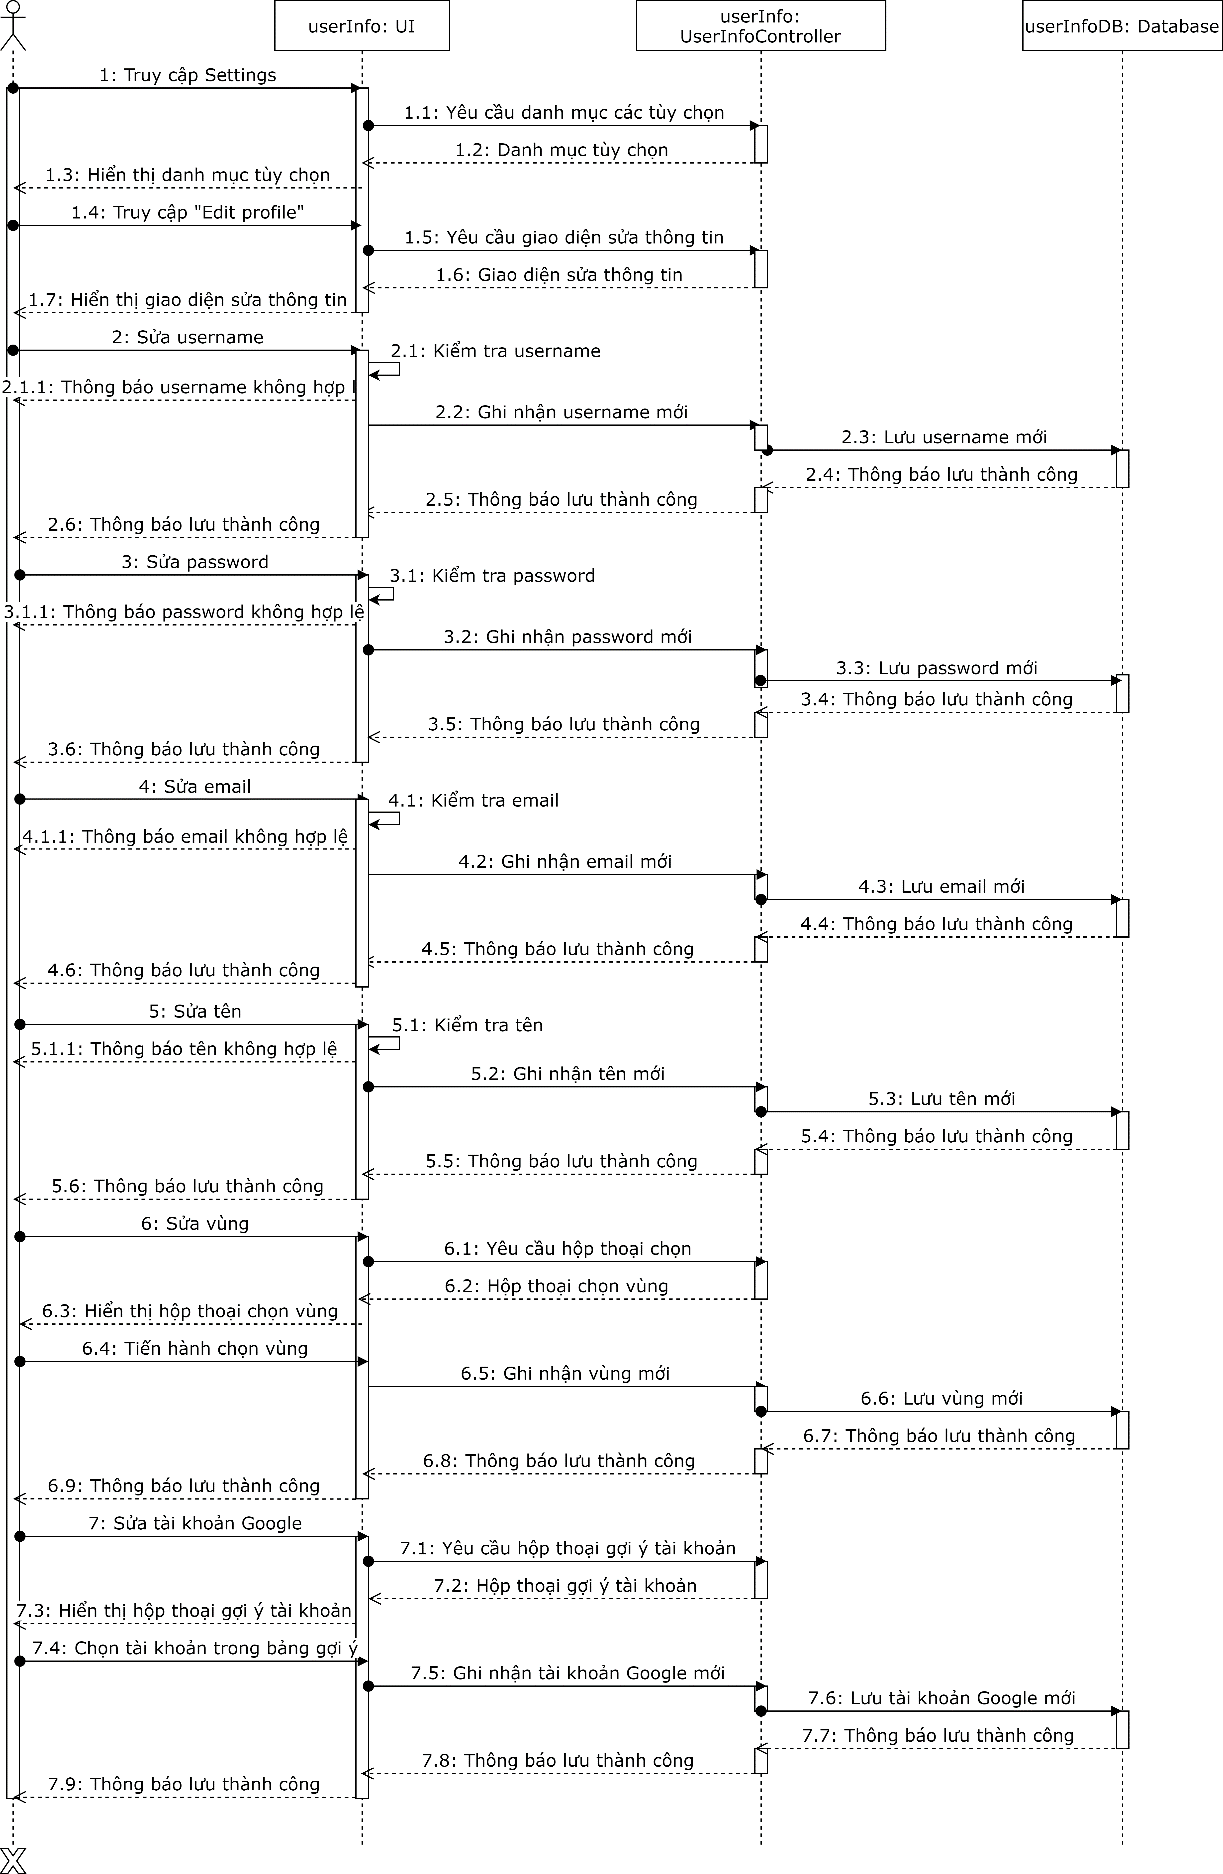 userInfo: UI
userInfo:
UserInfoController
userInfoDB: Database
1: Truy cập Settings
1.1: Yêu cầu danh mục các tùy chọn
1.2: Danh mục tùy chọn
1.3: Hiển thị danh mục tùy chọn
1.4: Truy cập "Edit profile"
1.5: Yêu cầu giao diện sửa thông tin
1.6: Giao diện sửa thông tin
1.7: Hiển thị giao diện sửa thông tin
2: Sửa username
2.1: Kiểm tra username
2.1.1: Thông báo username không hợp l
2.2: Ghi nhận username mới
2.3: Lưu username mới
2.4: Thông báo lưu thành công
2.5: Thông báo lưu thành công
2.6: Thông báo lưu thành công
3: Sửa password
3.1: Kiểm tra password
3.1.1: Thông báo password không hợp lệ
3.2: Ghi nhận password mới
3.3: Lưu password mới
3.4: Thông báo lưu thành công
3.5: Thông báo lưu thành công
3.6: Thông báo lưu thành công
4: Sửa email
4.1: Kiểm tra email
4.1.1: Thông báo email không hợp lệ
4.2: Ghi nhận email mới
4.3: Lưu email mới
4.4: Thông báo lưu thành công
4.5: Thông báo lưu thành công
4.6: Thông báo lưu thành công
5: Sửa tên
5.1: Kiểm tra tên
5.1.1: Thông báo tên không hợp lệ
5.2: Ghi nhận tên mới
5.3: Lưu tên mới
5.4: Thông báo lưu thành công
5.5: Thông báo lưu thành công
5.6: Thông báo lưu thành công
6: Sửa vùng
6.1: Yêu cầu hộp thoại chọn
6.2: Hộp thoại chọn vùng
6.3: Hiển thị hộp thoại chọn vùng
6.4: Tiến hành chọn vùng
6.5: Ghi nhận vùng mới
6.6: Lưu vùng mới
6.7: Thông báo lưu thành công
6.8: Thông báo lưu thành công
6.9: Thông báo lưu thành công
7: Sửa tài khoản Google
7.1: Yêu cầu hộp thoại gợi ý tài khoản
7.2: Hộp thoại gợi ý tài khoản
7.3: Hiển thị hộp thoại gợi ý tài khoản
7.4: Chọn tài khoản trong bảng gợi ý
7.5: Ghi nhận tài khoản Google mới
7.6: Lưu tài khoản Google mới
7.7: Thông báo lưu thành công
7.8: Thông báo lưu thành công
7.9: Thông báo lưu thành công